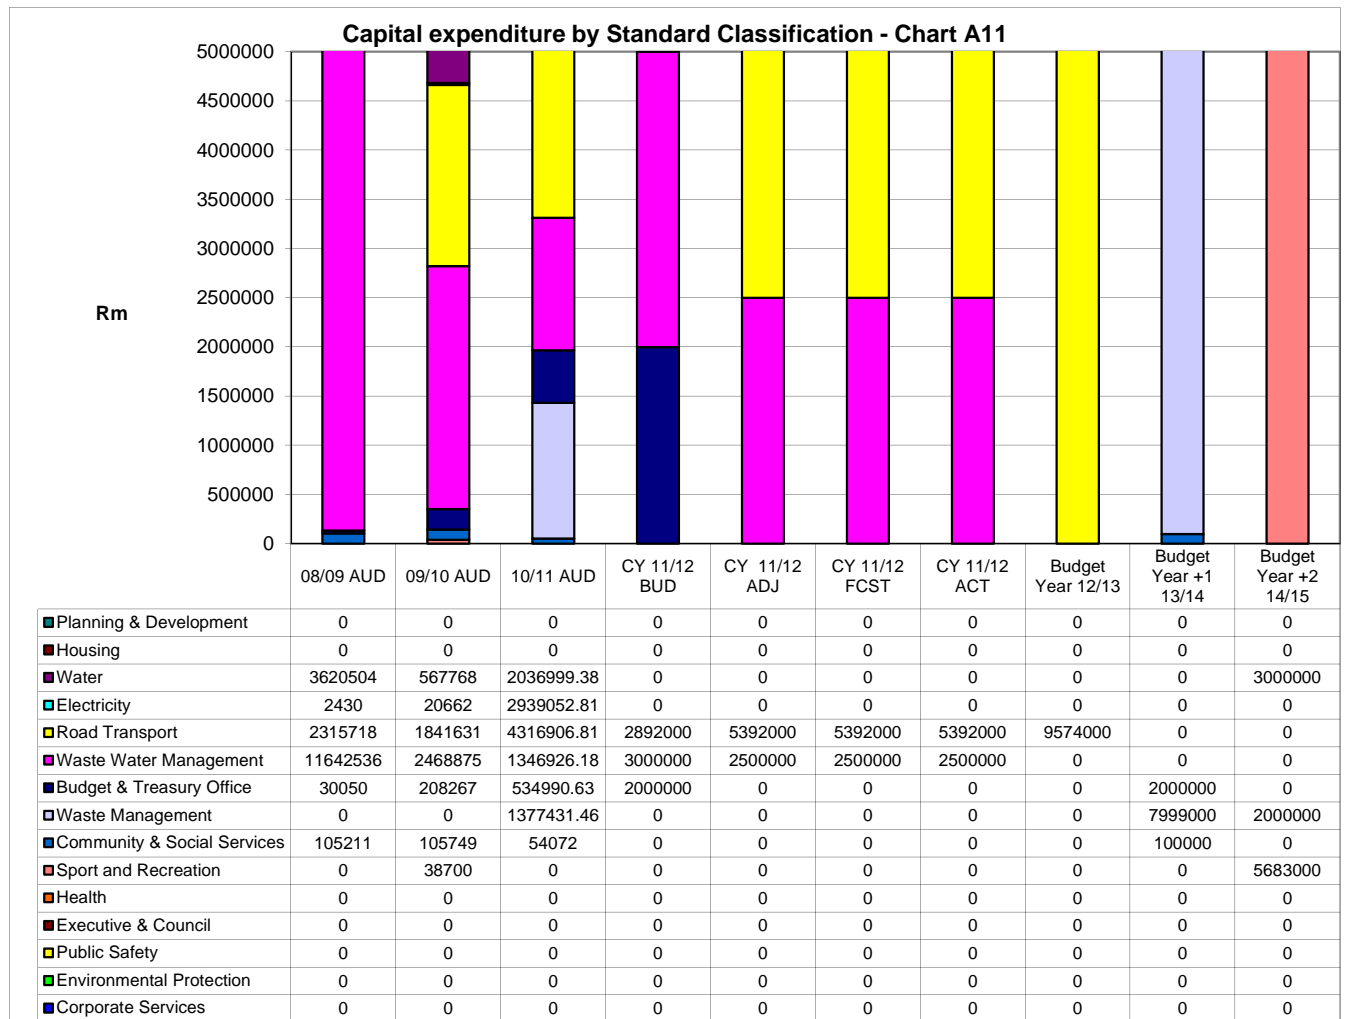 Capital expenditure by Standard Classification - Chart A11
5000000
4500000
4000000
3500000
3000000
2500000
2000000
1500000
1000000
500000
0
Rm
08/09 AUD 09/10 AUD 10/11 AUD CY 11/12 BUD CY 11/12 ADJ CY 11/12 FCST CY 11/12 ACT Budget Year 12/13 Budget Year +1 13/14 Budget Year +2 14/15
Planning & Development 0 0 0 0 0 0 0 0 0 0
Housing 0 0 0 0 0 0 0 0 0 0
Water 3620504 567768 2036999.38 0 0 0 0 0 0 3000000
Electricity 2430 20662 2939052.81 0 0 0 0 0 0 0
Road Transport 2315718 1841631 4316906.81 2892000 5392000 5392000 5392000 9574000 0 0
Waste Water Management 11642536 2468875 1346926.18 3000000 2500000 2500000 2500000 0 0 0
Budget & Treasury Office 30050 208267 534990.63 2000000 0 0 0 0 2000000 0
Waste Management 0 0 1377431.46 0 0 0 0 0 7999000 2000000
Community & Social Services 105211 105749 54072 0 0 0 0 0 100000 0
Sport and Recreation 0 38700 0 0 0 0 0 0 0 5683000
Health 0 0 0 0 0 0 0 0 0 0
Executive & Council 0 0 0 0 0 0 0 0 0 0
Public Safety 0 0 0 0 0 0 0 0 0 0
Environmental Protection 0 0 0 0 0 0 0 0 0 0
Corporate Services 0 0 0 0 0 0 0 0 0 0